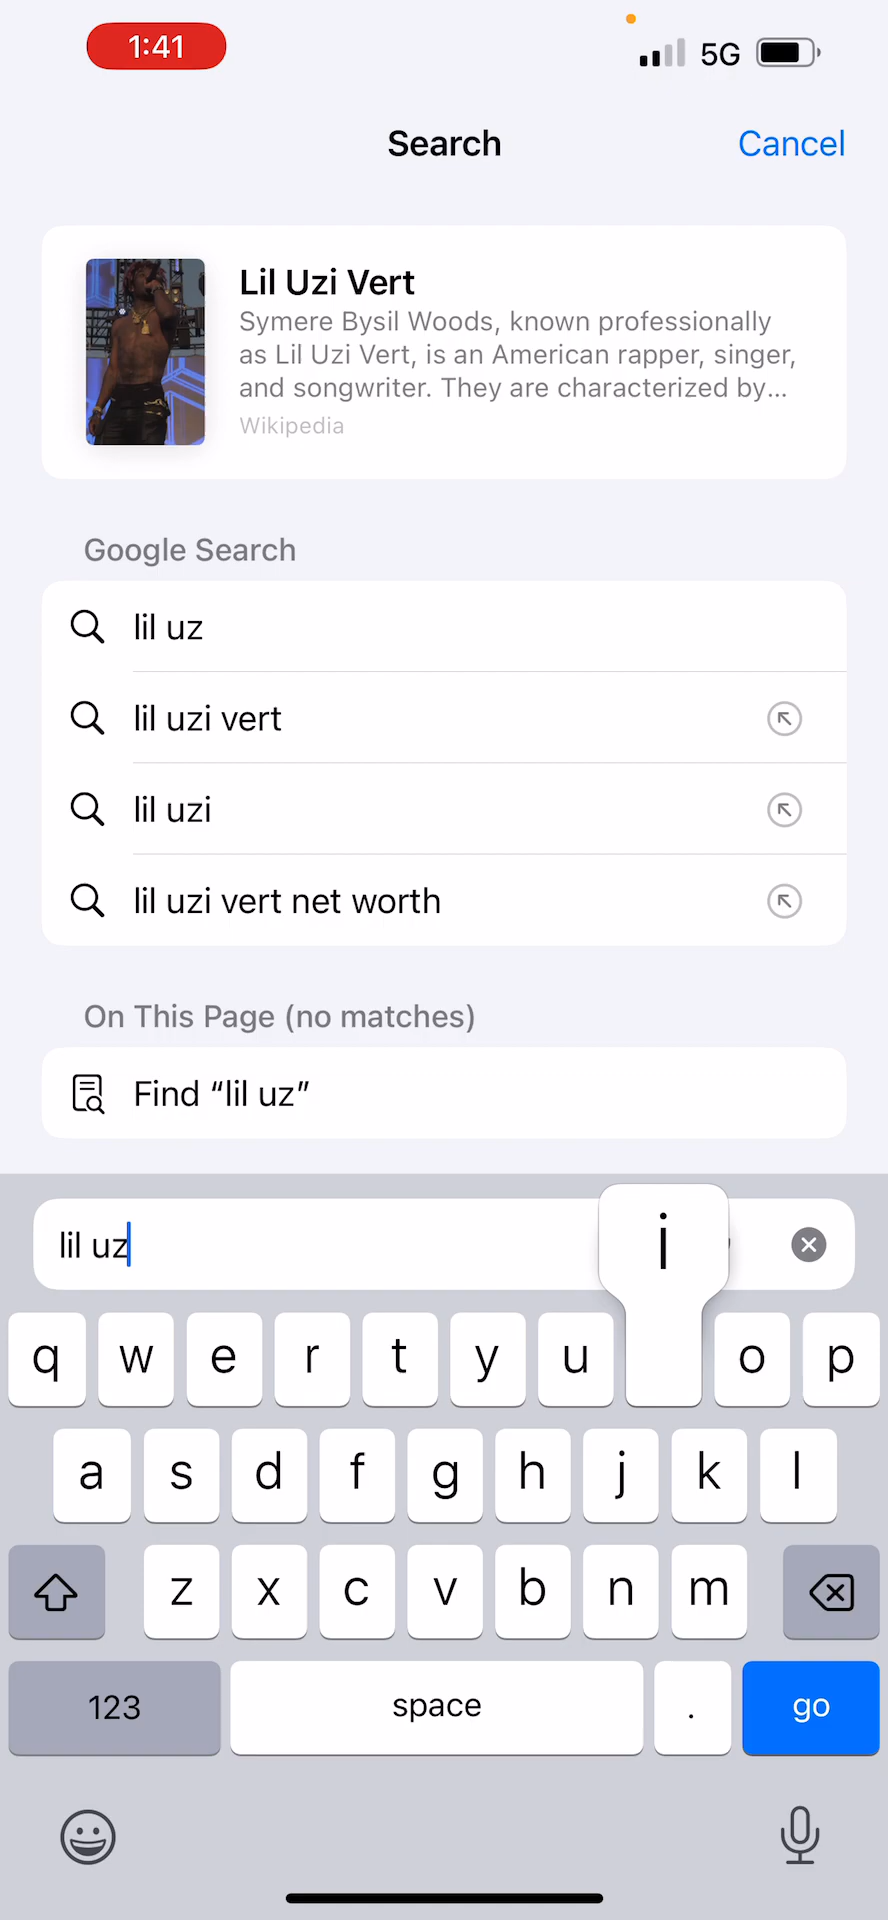 1:41
5G
Search
Cancel
Lil Uzi Vert
Symere Bysil Woods, known professionally
as Lil Uzi Vert, is an American rapper, singer,
and songwriter. They are characterized by...
Wikipedia
Google Search
lil uz
lil uzi vert
lil uzi
lil uzi vert net worth
On This Page (no matches)
Find “lil uz”
lil uz
i
q w e r t y u o p
a s d f g h j k l
z x c v b n m
123 space . go